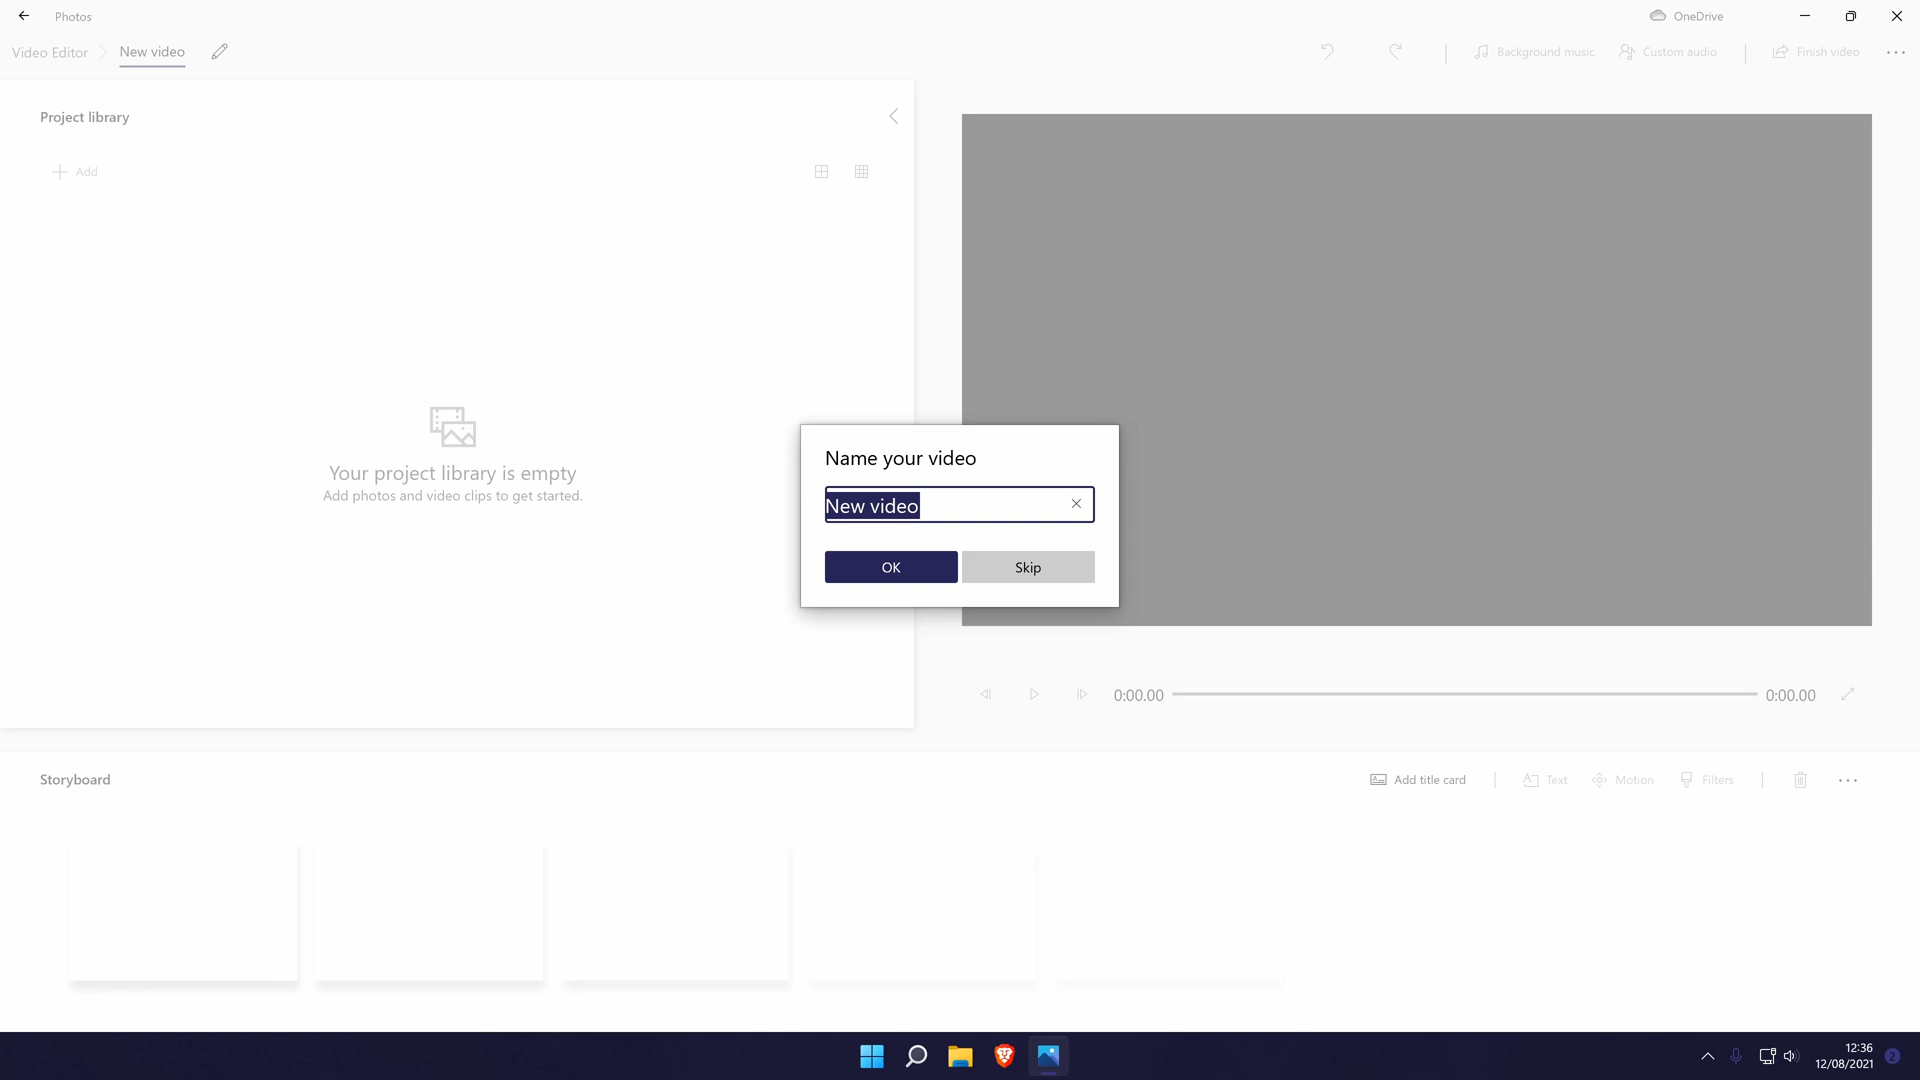 Photos
OneDrive
Video Editor
New video
Background music
Custom audio
Finish video
Project library
Add
Your project library is empty
Add photos and video clips to get started.
Name your video
New video
OK
Skip
0:00.00
0:00.00
Storyboard
Add title card
Text
Motion
Filters
12:36
12/08/2021
2